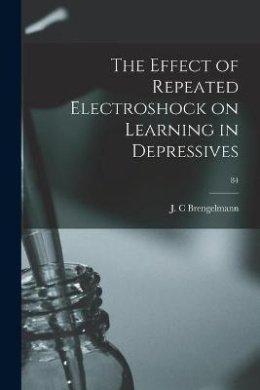 The Effect of
Repeated
Electroshock on
Learning in
Depressives
84
J. C Brengelmann